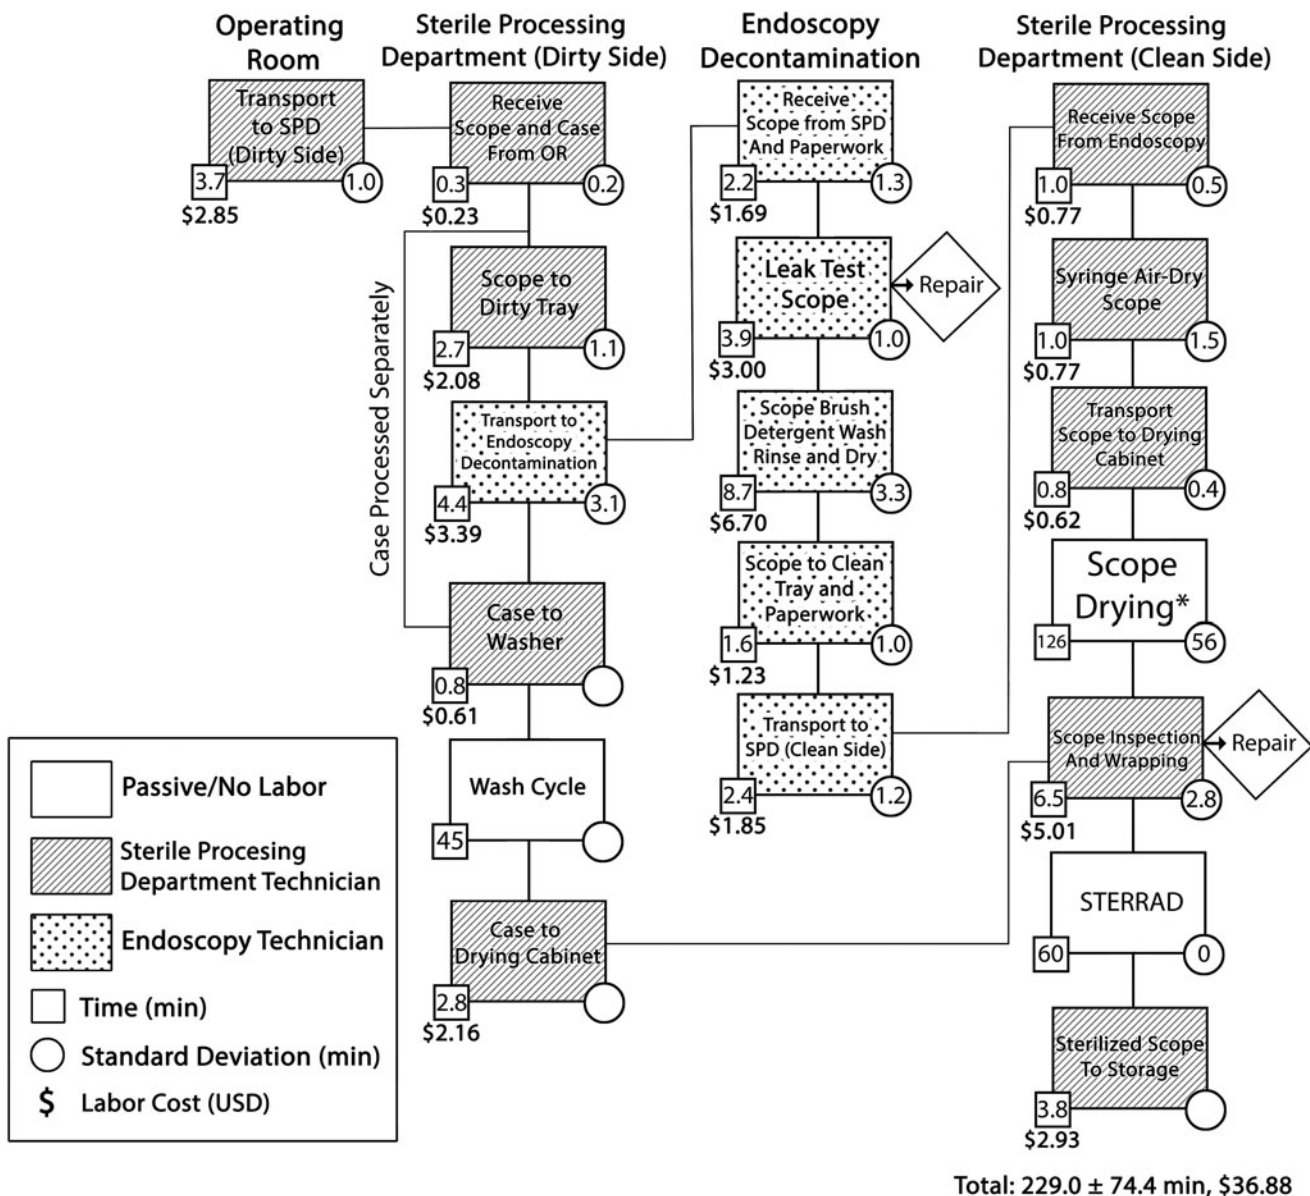 Operating
Room
Transport
to SPD
(Dirty Side)
3.7
1.0
$2.85
Sterile Processing
Department (Dirty Side)
Receive
Scope and Case
From OR
0.3
0.2
$0.23
Case Processed Separately
Scope to
Dirty Tray
2.7
1.1
$2.08
Transport to
Endoscopy
Decontamination
4.4
3.1
$3.39
Case to
Washer
0.8
$0.61
Wash Cycle
45
Case to
Drying Cabinet
2.8
$2.16
Endoscopy
Decontamination
Receive
Scope from SPD
And Paperwork
2.2
1.3
$1.69
Leak Test
Scope
Repair
3.9
1.0
$3.00
Scope Brush
Detergent Wash
Rinse and Dry
8.7
3.3
$6.70
Scope to Clean
Tray and
Paperwork
1.6
1.0
$1.23
Transport to
SPD (Clean Side)
2.4
1.2
$1.85
Sterile Processing
Department (Clean Side)
Receive Scope
From Endoscopy
1.0
0.5
$0.77
Syringe Air-Dry
Scope
1.0
1.5
$0.77
Transport
Scope to Drying
Cabinet
0.8
0.4
$0.62
Scope
Drying*
126
56
Scope Inspection
And Wrapping
Repair
6.5
2.8
$5.01
STERRAD
60
0
Sterilized Scope
To Storage
3.8
$2.93
Passive/No Labor
Sterile Procesing
Department Technician
Endoscopy Technician
Time (min)
Standard Deviation (min)
$ Labor Cost (USD)
Total: 229.0 ± 74.4 min, $36.88